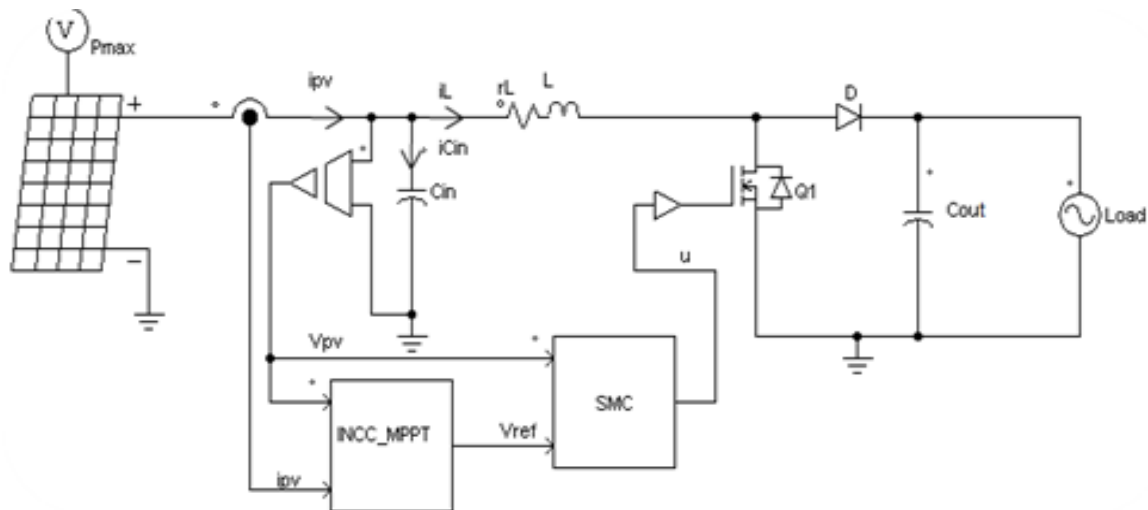 V
Pmax
+
ipv
iL
rL
L
D
iCin
Cin
Q1
Cout
Load
−
u
Vpv
SMC
INCC_MPPT
Vref
ipv